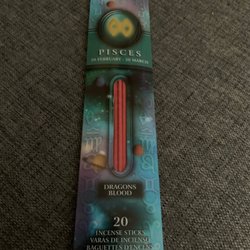 PISCES
19 FEBRUARY - 20 MARCH
DRAGONS
BLOOD
20
INCENSE STICKS
VARAS DE INCIENSO
BAGUETTES D'ENCENS